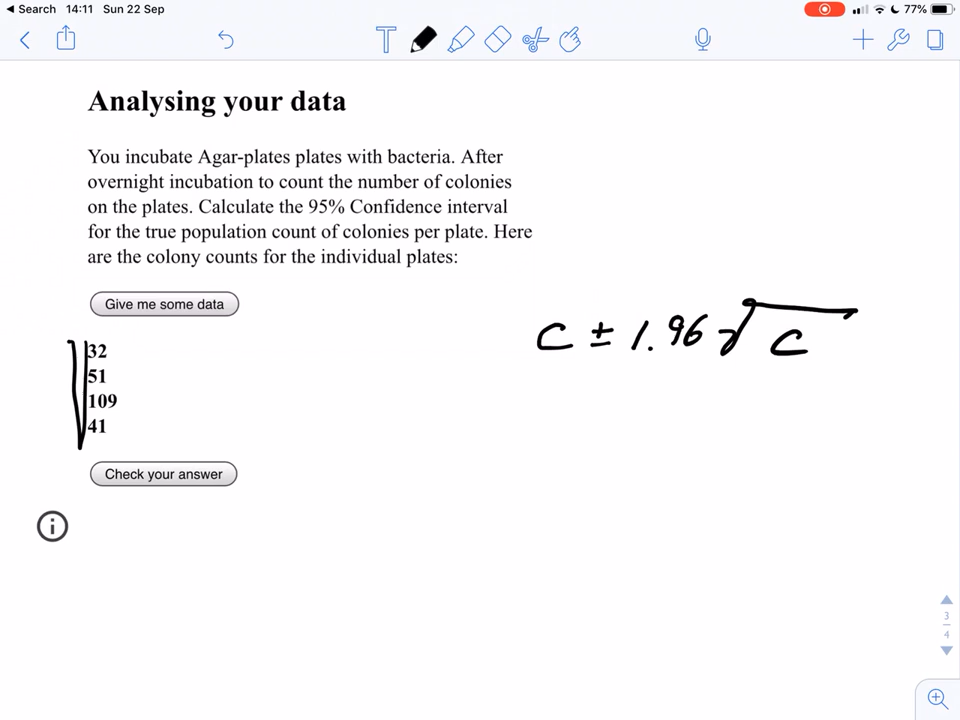 Search 14:11 Sun 22 Sep 77%
Analysing your data
You incubate Agar-plates plates with bacteria. After
overnight incubation to count the number of colonies
on the plates. Calculate the 95% Confidence interval
for the true population count of colonies per plate. Here
are the colony counts for the individual plates:
Give me some data
C ± 1.96 √C
32
51
109
41
Check your answer
3
4